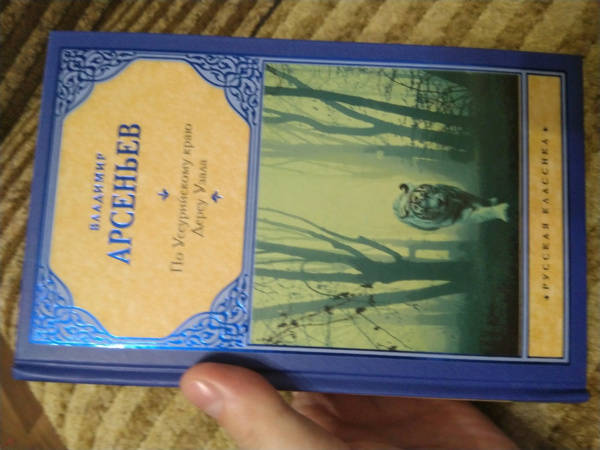 ВЛАДИМИР
АРСЕНЬЕВ
По Уссурийскому краю
Дерсу Узала
РУССКАЯ КЛАССИКА